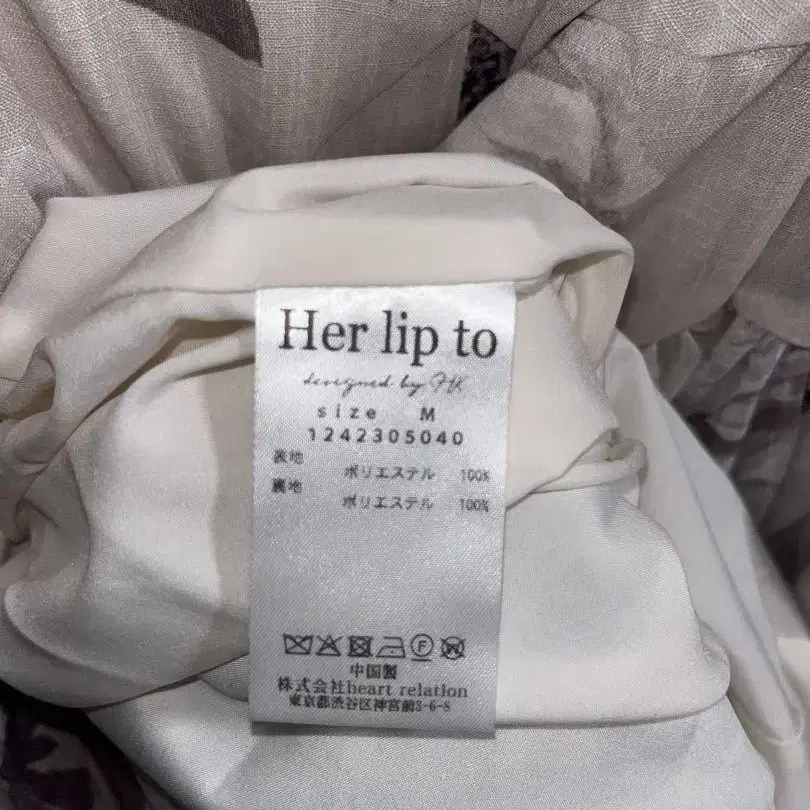 Her lip to
designed by HK
size M
1242305040
表地
ポリエステル 100%
裏地
ポリエステル 100%
F
W
中国製
株式会社heart relation
東京都渋谷区神宮前3-6-8